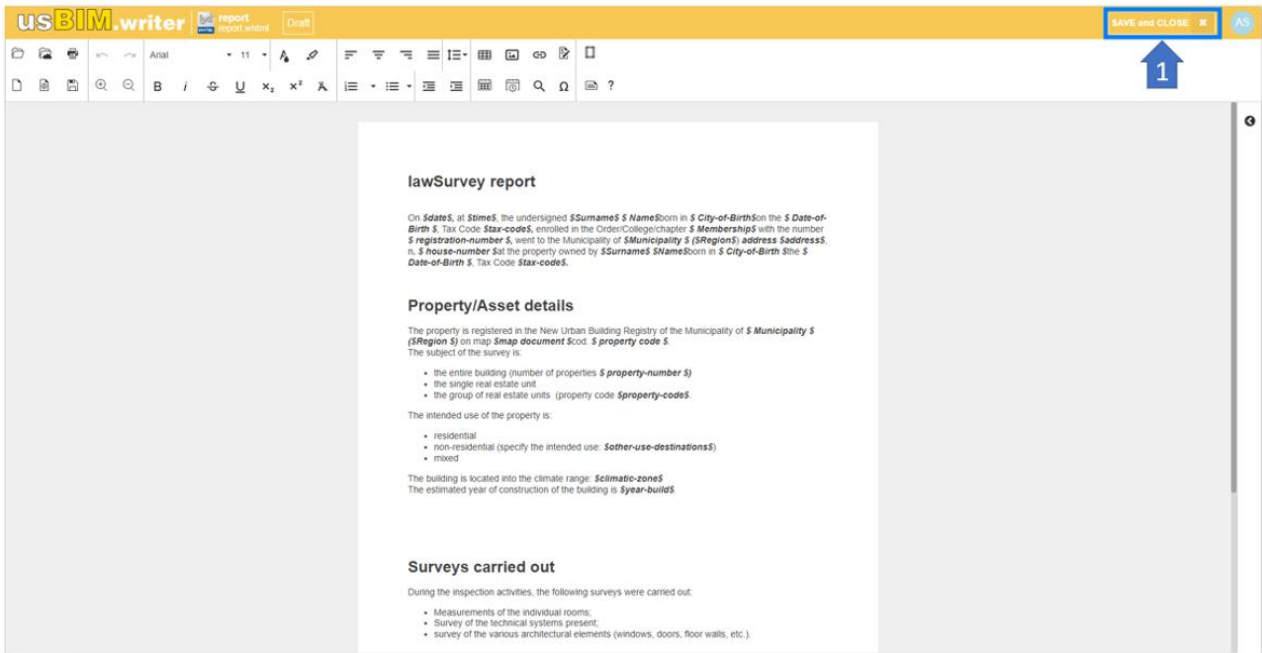 usBIM.writer report Draft SAVE and CLOSE ✖ AS
report.whtml
1
Arial 11
B i S U x₂ x² Ω ?
lawSurvey report
On $date$, at $time$, the undersigned $Surname$ $ Name$born in $ City-of-Birth$on the $ Date-of-
Birth $, Tax Code $tax-code$, enrolled in the Order/College/chapter $ Membership$ with the number
$ registration-number $, went to the Municipality of $Municipality $ ($Region$) address $address$,
n. $ house-number $at the property owned by $Surname$ $Name$born in $ City-of-Birth $the $
Date-of-Birth $, Tax Code $tax-code$.
Property/Asset details
The property is registered in the New Urban Building Registry of the Municipality of $ Municipality $
($Region $) on map $map document $cod. $ property code $.
The subject of the survey is:
• the entire building (number of properties $ property-number $)
• the single real estate unit
• the group of real estate units (property code $property-code$.
The intended use of the property is:
• residential
• non-residential (specify the intended use: $other-use-destinations$)
• mixed
The building is located into the climate range: $climatic-zone$
The estimated year of construction of the building is $year-build$.
Surveys carried out
During the inspection activities, the following surveys were carried out:
• Measurements of the individual rooms;
• Survey of the technical systems present;
• survey of the various architectural elements (windows, doors, floor walls, etc.).